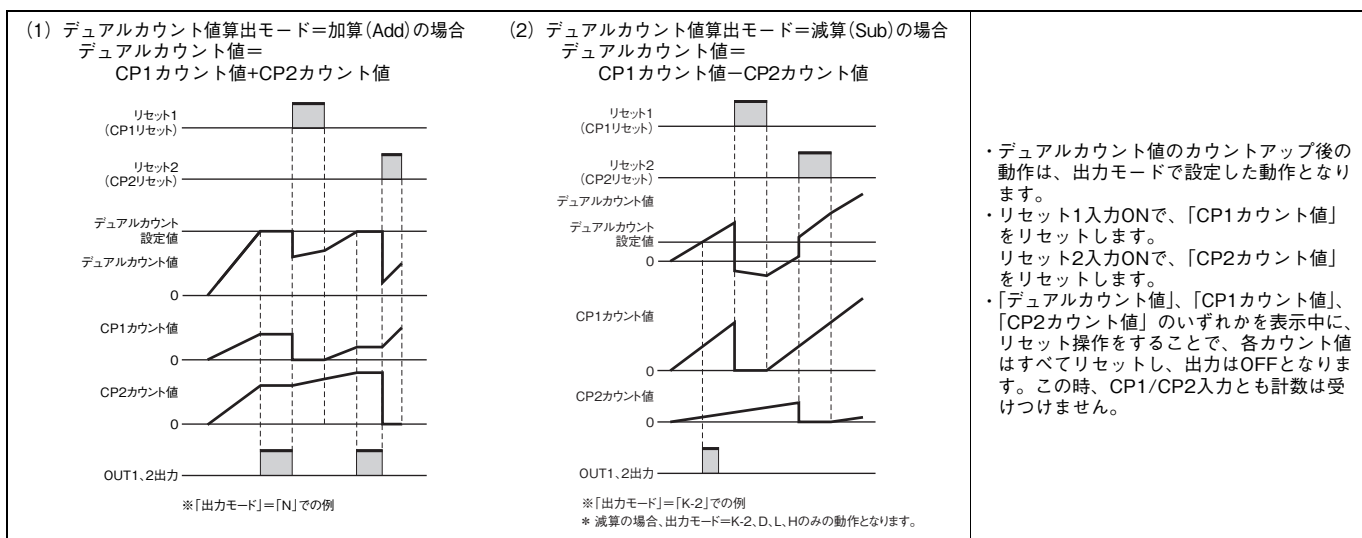 (1) デュアルカウント値算出モード＝加算(Add)の場合
デュアルカウント値＝
CP1カウント値+CP2カウント値
リセット1
(CP1リセット)
リセット2
(CP2リセット)
デュアルカウント
設定値
デュアルカウント値
0
CP1カウント値
0
CP2カウント値
0
OUT1、2出力
※「出力モード」＝「N」での例
(2) デュアルカウント値算出モード＝減算(Sub)の場合
デュアルカウント値＝
CP1カウント値－CP2カウント値
リセット1
(CP1リセット)
リセット2
(CP2リセット)
デュアルカウント値
デュアルカウント
設定値
0
CP1カウント値
0
CP2カウント値
0
OUT1、2出力
※「出力モード」＝「K-2」での例
＊ 減算の場合、出力モード＝K-2、D、L、Hのみの動作となります。
・デュアルカウント値のカウントアップ後の
動作は、出力モードで設定した動作となり
ます。
・リセット1入力ONで、「CP1カウント値」
をリセットします。
リセット2入力ONで、「CP2カウント値」
をリセットします。
・「デュアルカウント値」、「CP1カウント値」、
「CP2カウント値」のいずれかを表示中に、
リセット操作をすることで、各カウント値
はすべてリセットし、出力はOFFとなりま
す。この時、CP1/CP2入力とも計数は受
けつけません。